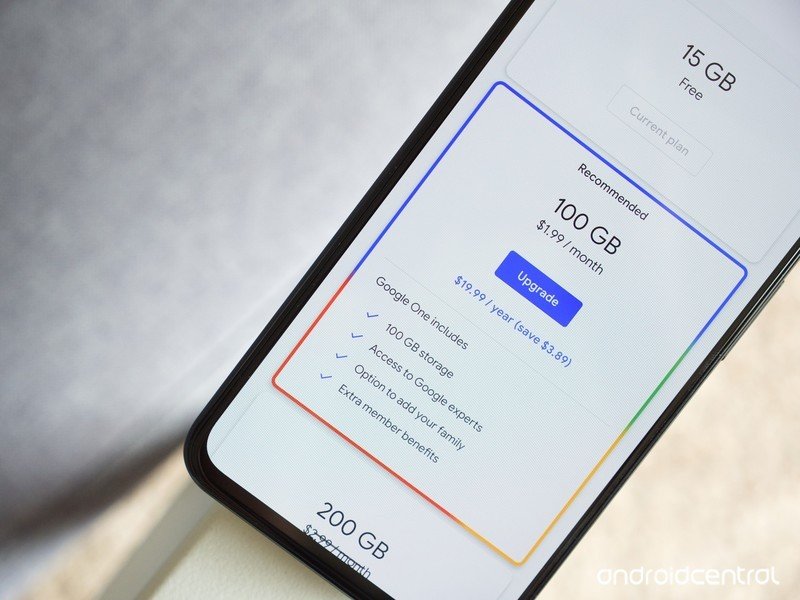 15 GB
Free
Current plan
Recommended
100 GB
$1.99 / month
Upgrade
$19.99 / year (save $3.89)
Google One includes
100 GB storage
Access to Google experts
Option to add your family
Extra member benefits
200 GB
$2.99 / month
androidcentral